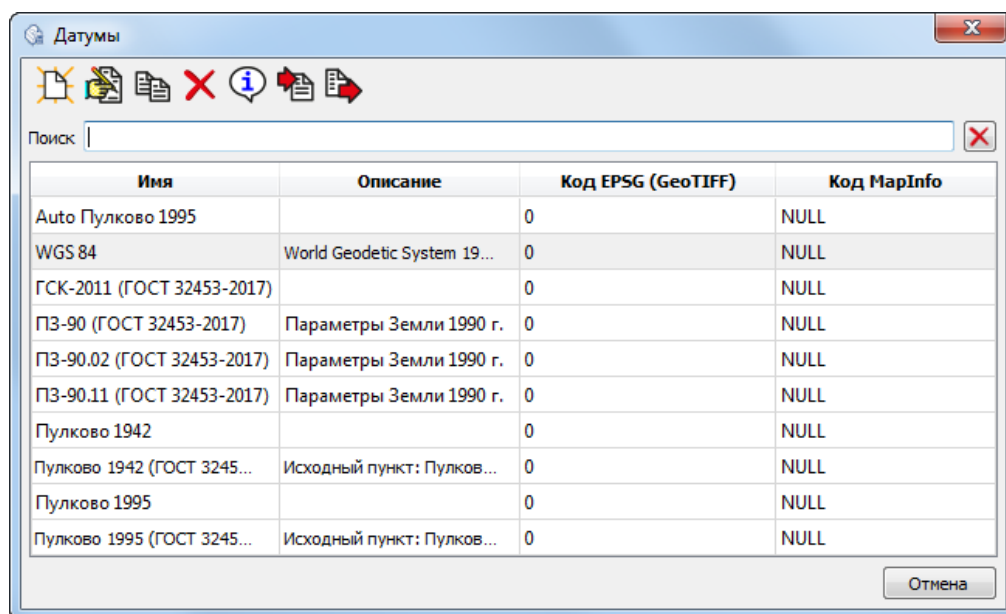 Датумы
Поиск
Имя Описание Код EPSG (GeoTIFF) Код MapInfo
Auto Пулково 1995 0 NULL
WGS 84 World Geodetic System 19... 0 NULL
ГСК-2011 (ГОСТ 32453-2017) 0 NULL
ПЗ-90 (ГОСТ 32453-2017) Параметры Земли 1990 г. 0 NULL
ПЗ-90.02 (ГОСТ 32453-2017) Параметры Земли 1990 г. 0 NULL
ПЗ-90.11 (ГОСТ 32453-2017) Параметры Земли 1990 г. 0 NULL
Пулково 1942 0 NULL
Пулково 1942 (ГОСТ 3245... Исходный пункт: Пулков... 0 NULL
Пулково 1995 0 NULL
Пулково 1995 (ГОСТ 3245... Исходный пункт: Пулков... 0 NULL
Отмена